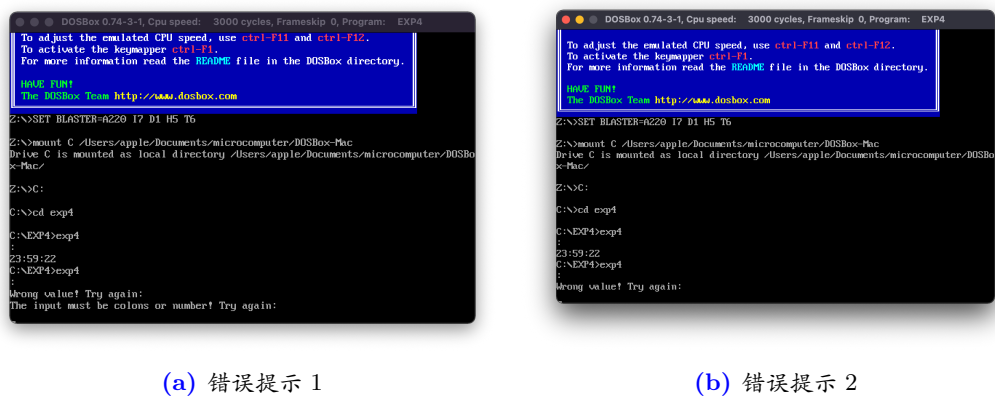 DOSBox 0.74-3-1, Cpu speed: 3000 cycles, Frameskip 0, Program: EXP4
To adjust the emulated CPU speed, use ctrl-F11 and ctrl-F12.
To activate the keymapper ctrl-F1.
For more information read the README file in the DOSBox directory.
HAVE FUN!
The DOSBox Team http://www.dosbox.com
Z:\>SET BLASTER=A220 I7 D1 H5 T6
Z:\>mount C /Users/apple/Documents/microcomputer/DOSBox-Mac
Drive C is mounted as local directory /Users/apple/Documents/microcomputer/DOSBo
x-Mac/
Z:\>C:
C:\>cd exp4
C:\EXP4>exp4
:
23:59:22
C:\EXP4>exp4
:
Wrong value! Try again:
The input must be colons or number! Try again:
(a) 错误提示 1
DOSBox 0.74-3-1, Cpu speed: 3000 cycles, Frameskip 0, Program: EXP4
To adjust the emulated CPU speed, use ctrl-F11 and ctrl-F12.
To activate the keymapper ctrl-F1.
For more information read the README file in the DOSBox directory.
HAVE FUN!
The DOSBox Team http://www.dosbox.com
Z:\>SET BLASTER=A220 I7 D1 H5 T6
Z:\>mount C /Users/apple/Documents/microcomputer/DOSBox-Mac
Drive C is mounted as local directory /Users/apple/Documents/microcomputer/DOSBo
x-Mac/
Z:\>C:
C:\>cd exp4
C:\EXP4>exp4
:
23:59:22
C:\EXP4>exp4
:
Wrong value! Try again:
(b) 错误提示 2